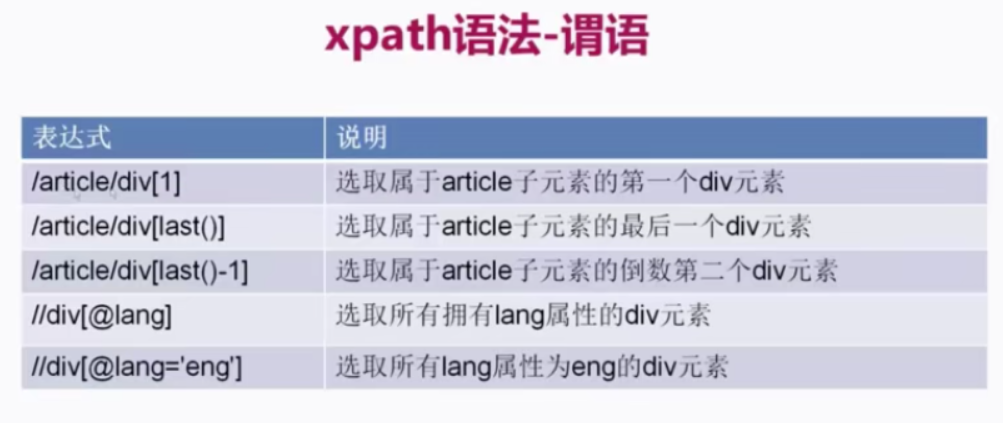 xpath语法-谓语
表达式 说明
/article/div[1] 选取属于article子元素的第一个div元素
/article/div[last()] 选取属于article子元素的最后一个div元素
/article/div[last()-1] 选取属于article子元素的倒数第二个div元素
//div[@lang] 选取所有拥有lang属性的div元素
//div[@lang='eng'] 选取所有lang属性为eng的div元素